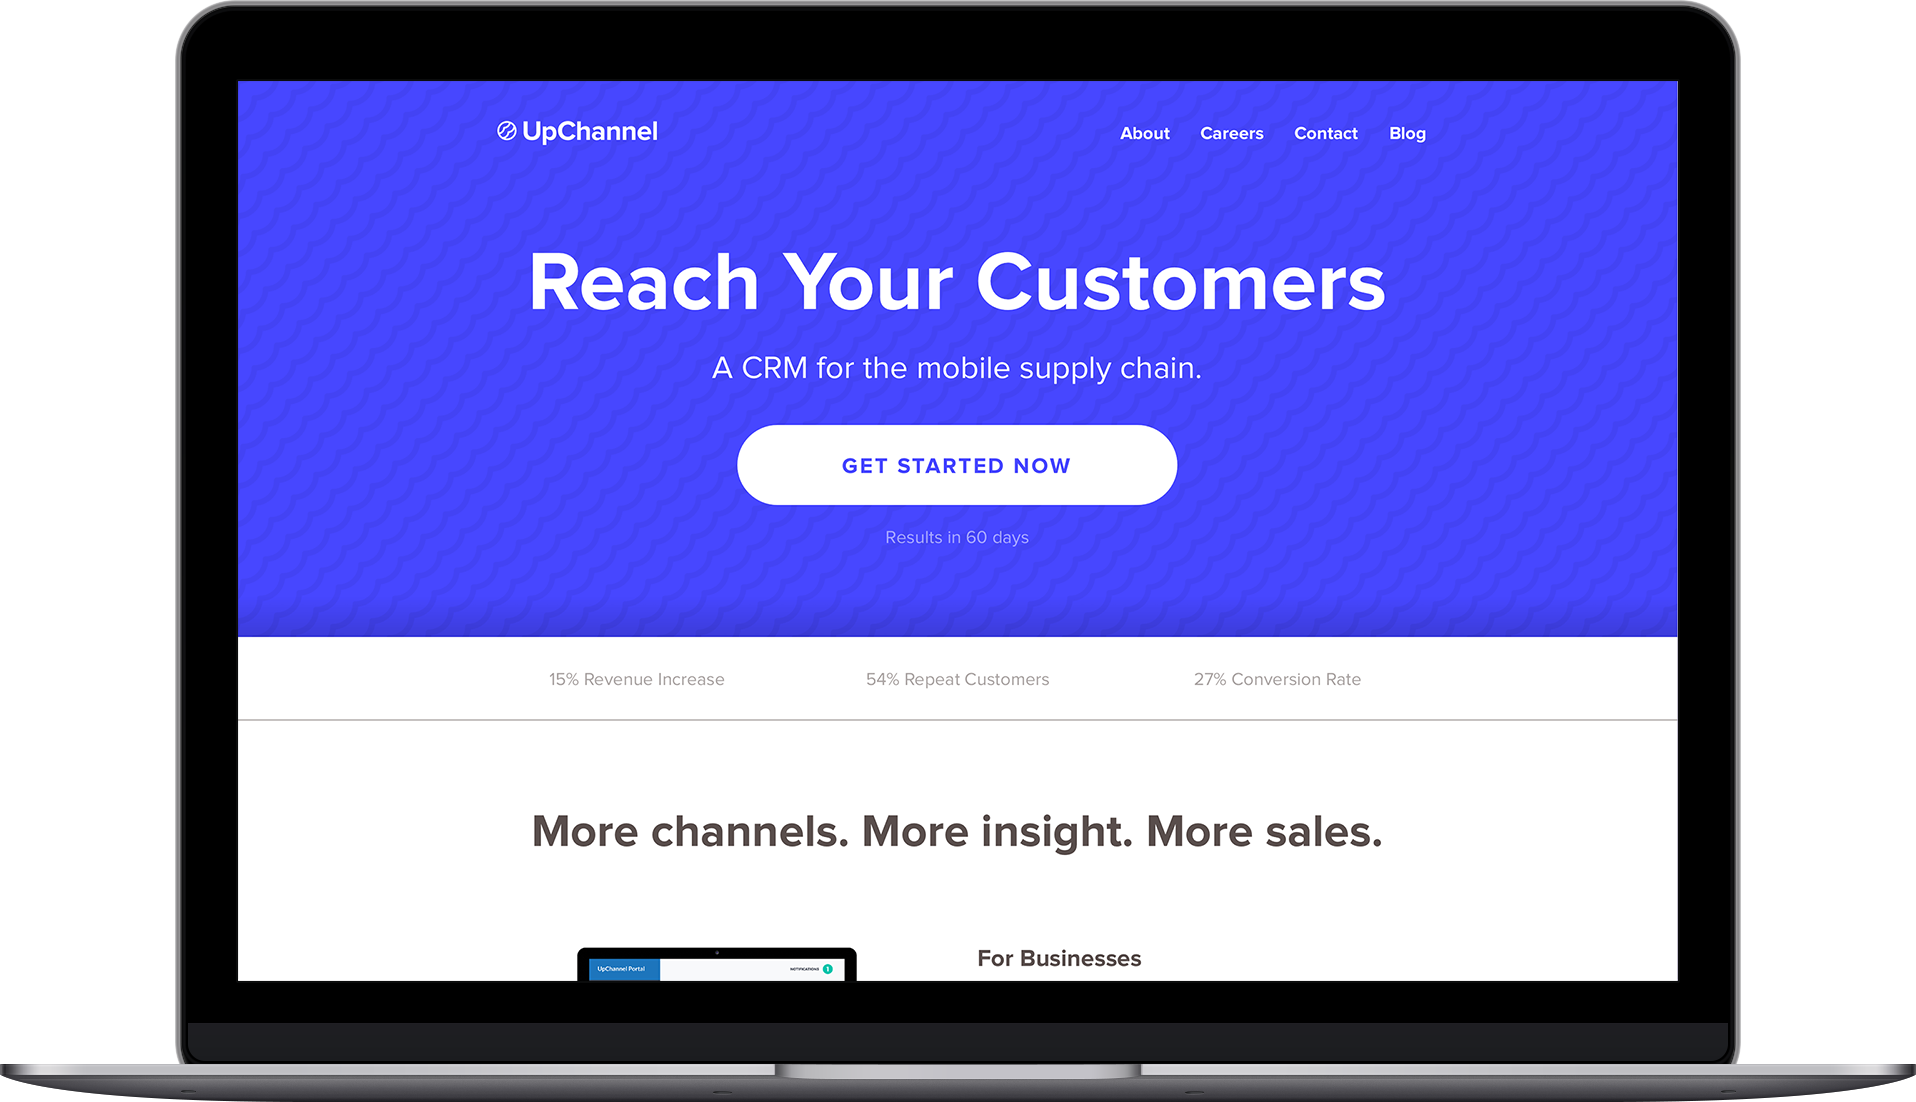 UpChannel
About Careers Contact Blog
Reach Your Customers
A CRM for the mobile supply chain.
GET STARTED NOW
Results in 60 days
15% Revenue Increase 54% Repeat Customers 27% Conversion Rate
More channels. More insight. More sales.
For Businesses
UpChannel Portal
NOTIFICATIONS 1